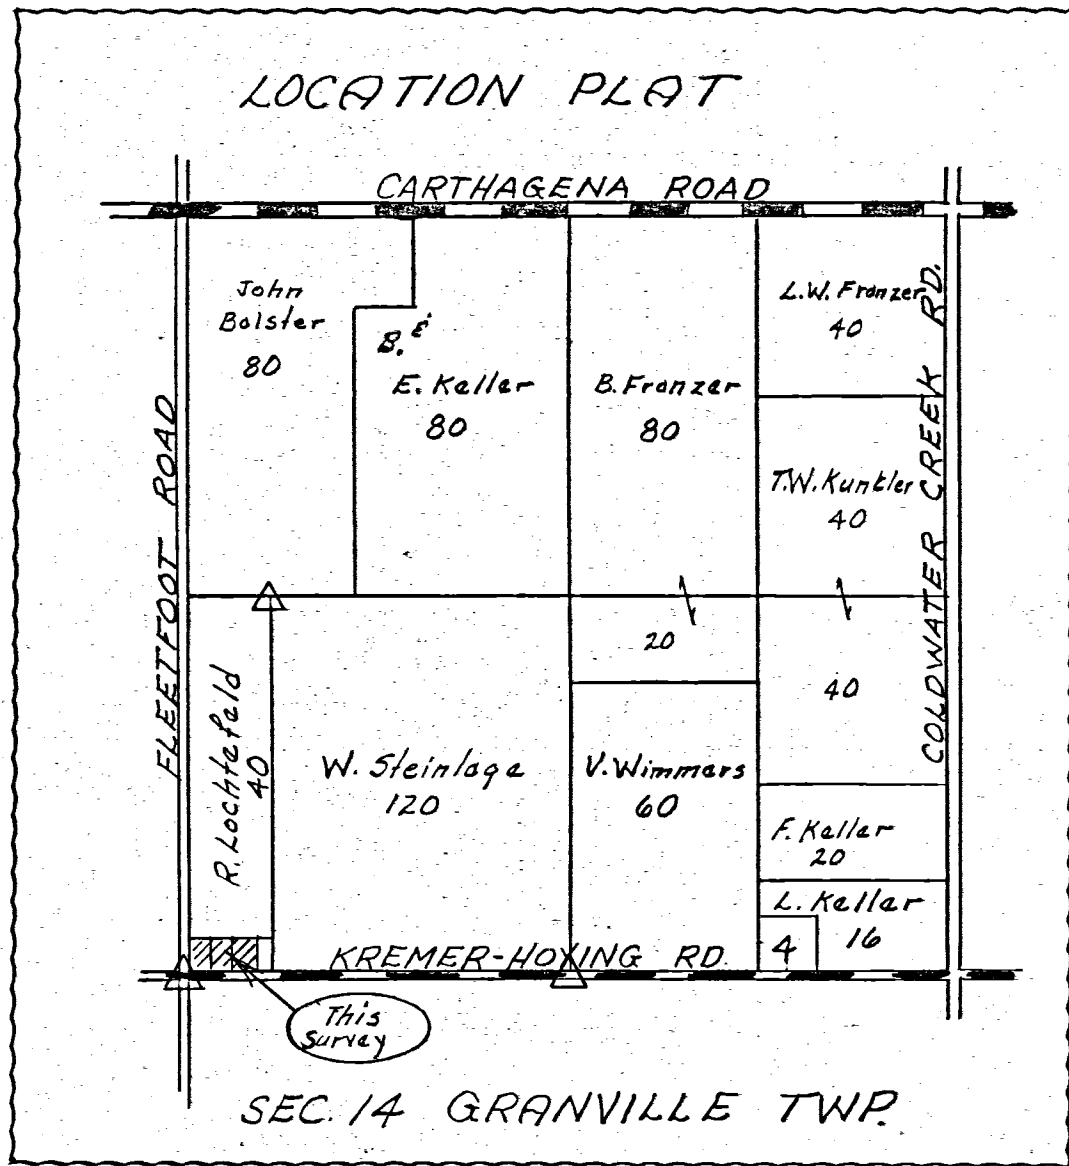 LOCATION PLAT
CARTHAGENA ROAD
John
Bolster
80
B. E.
E. Keller
80
B. Franzer
80
L.W. Franzer
40
T.W. Kunkler
40
FLEETFOOT ROAD
COLDWATER CREEK RD.
R. Lochtefeld
40
W. Steinlage
120
20
V. Wimmers
60
40
F. Keller
20
L. Keller
16
4
KREMER-HOYING RD.
This
Survey
SEC. 14 GRANVILLE TWP.